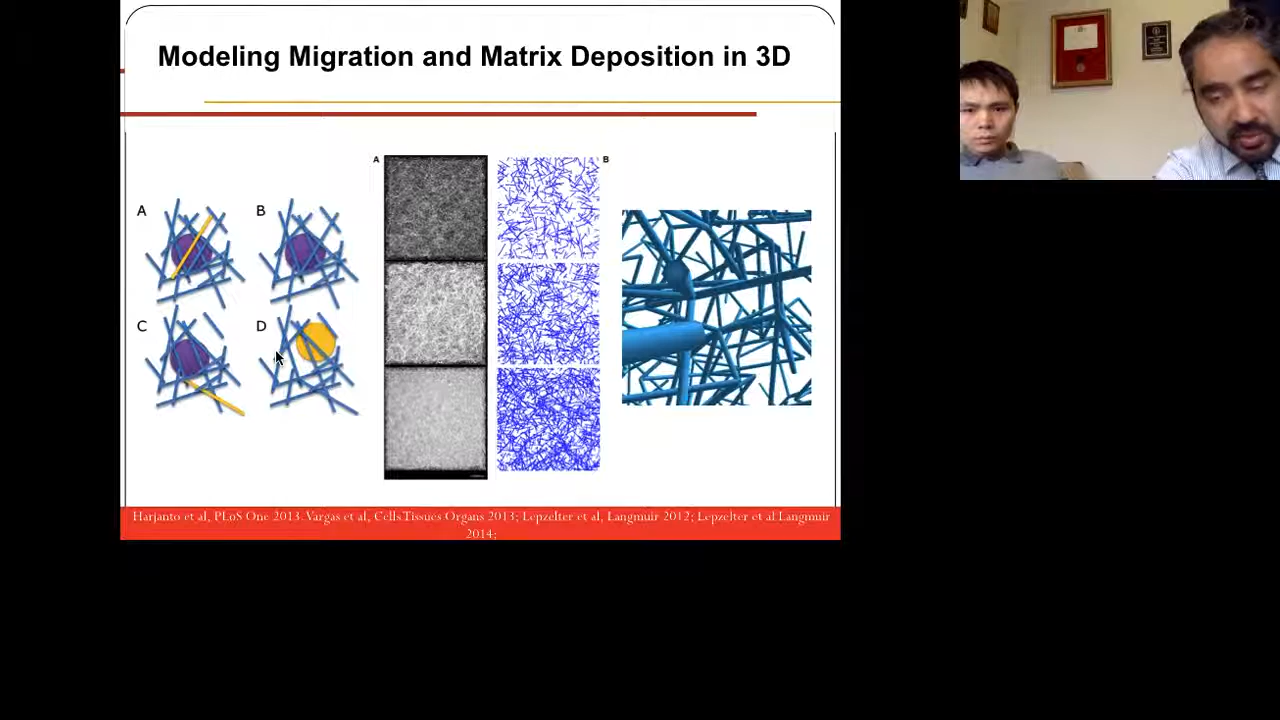 Modeling Migration and Matrix Deposition in 3D
A
B
A
B
C
D
Harjanto et al, PLoS One 2013. Vargas et al, Cells Tissues Organs 2013; Lepzelter et al, Langmuir 2012; Lepzelter et al Langmuir
2014;